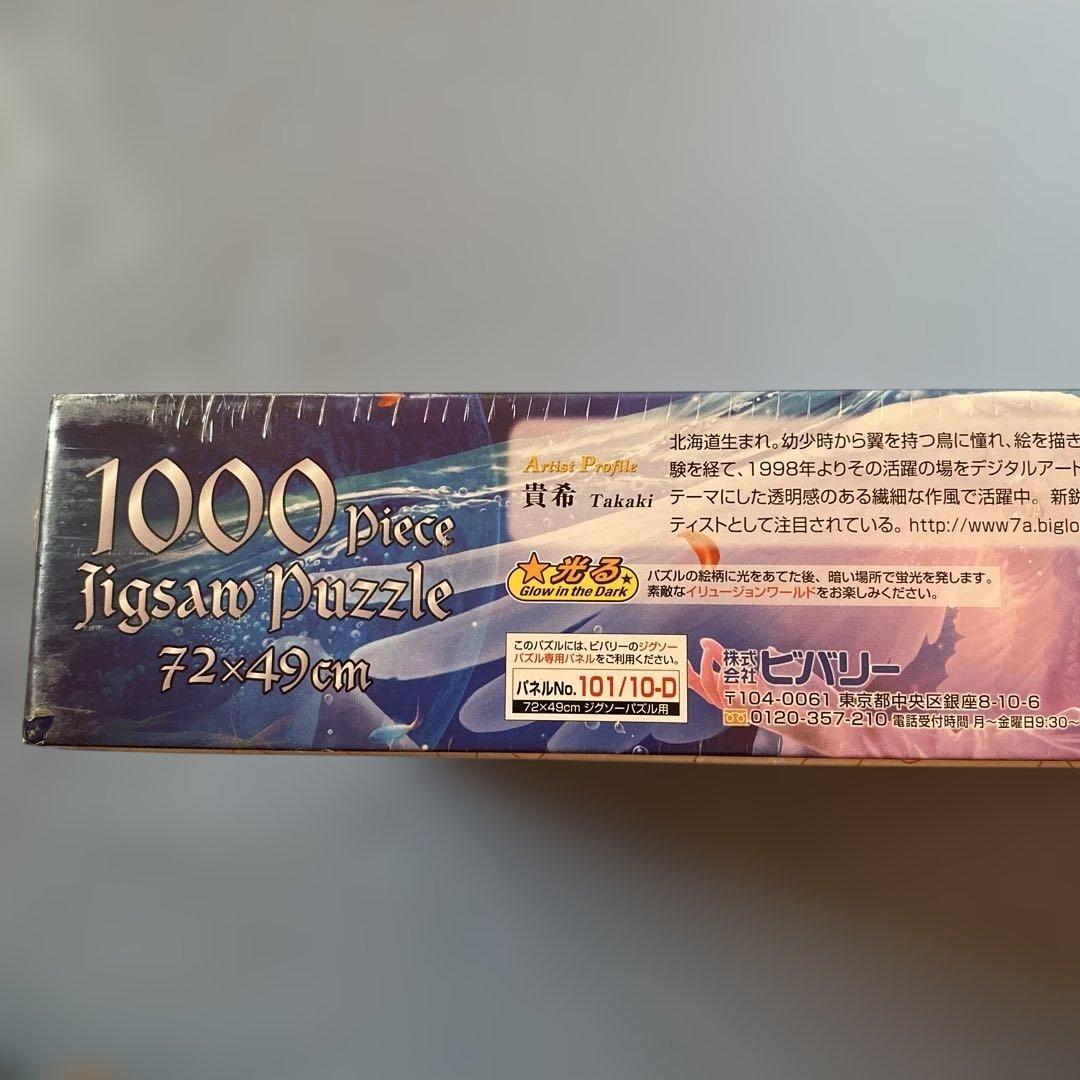 1000 Piece
Jigsaw Puzzle
72×49cm
Artist Profile
貴希 Takaki
北海道生まれ。幼少時から翼を持つ鳥に憧れ、絵を描き
験を経て、1998年よりその活躍の場をデジタルアート
テーマにした透明感のある繊細な作風で活躍中。新鋭
ティストとして注目されている。http://www7a.biglo
光る
Glow in the Dark
パズルの絵柄に光をあてた後、暗い場所で蛍光を発します。
素敵なイリュージョンワールドをお楽しみください。
このパズルには、ビバリーのジグソー
パズル専用パネルをご利用ください。
パネルNo. 101/10-D
72×49cm ジグソーパズル用
株式会社 ビバリー
〒104-0061 東京都中央区銀座8-10-6
0120-357-210 電話受付時間 月~金曜日9:30~